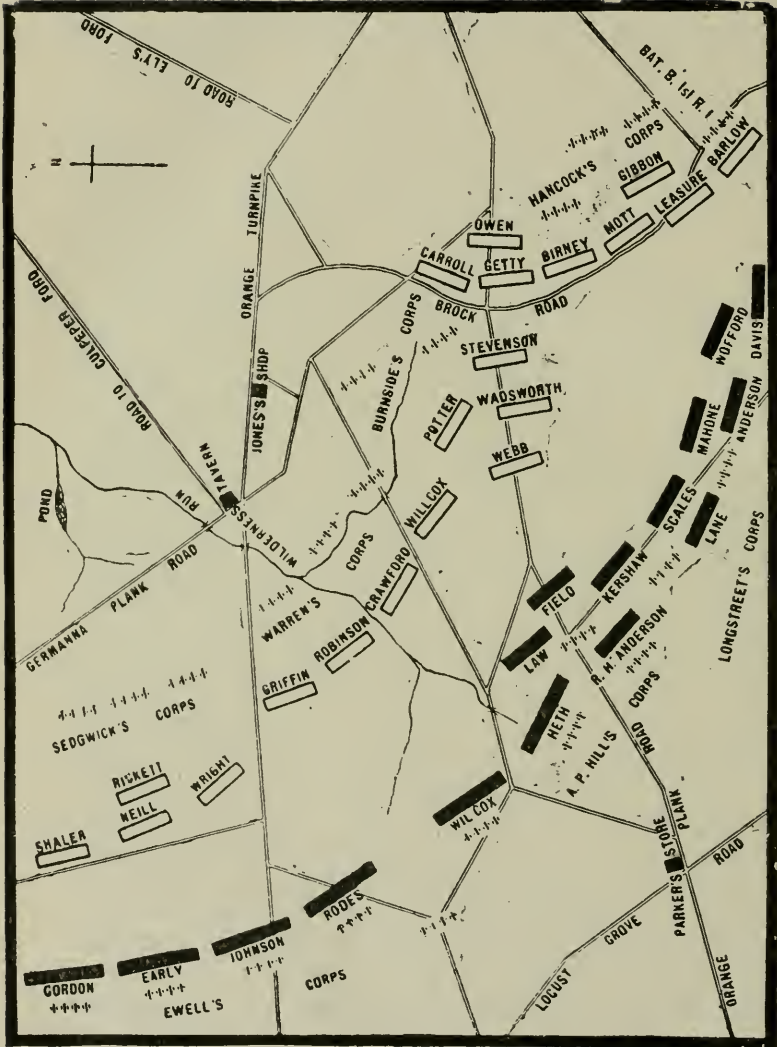 ROAD TO ELY'S FORD
BAT. B. 1st R. I
N
HANCOCK'S CORPS
GIBBON
BARLOW
LEASURE
MOTT
BIRNEY
GETTY
OWEN
CARROLL
ORANGE TURNPIKE
BROCK ROAD
ROAD TO CULPEPER FORD
JONES'S SHOP
BURNSIDE'S CORPS
STEVENSON
WADSWORTH
POTTER
WEBB
WOFFORD
DAVIS
MAHONE
ANDERSON
SCALES
LANE
WILDERNESS TAVERN
RUN
POND
GERMANNA PLANK ROAD
WILLCOX
CRAWFORD
WARREN'S CORPS
ROBINSON
GRIFFIN
FIELD
KERSHAW
LAW
R. H. ANDERSON
LONGSTREET'S CORPS
HETH
A. P. HILL'S CORPS
SEDGWICK'S CORPS
RICKETT
WRIGHT
NEILL
SHALER
WILCOX
ORANGE PLANK ROAD
PARKER'S STORE
LOCUST GROVE ROAD
RODES
JOHNSON
EARLY
GORDON
EWELL'S CORPS